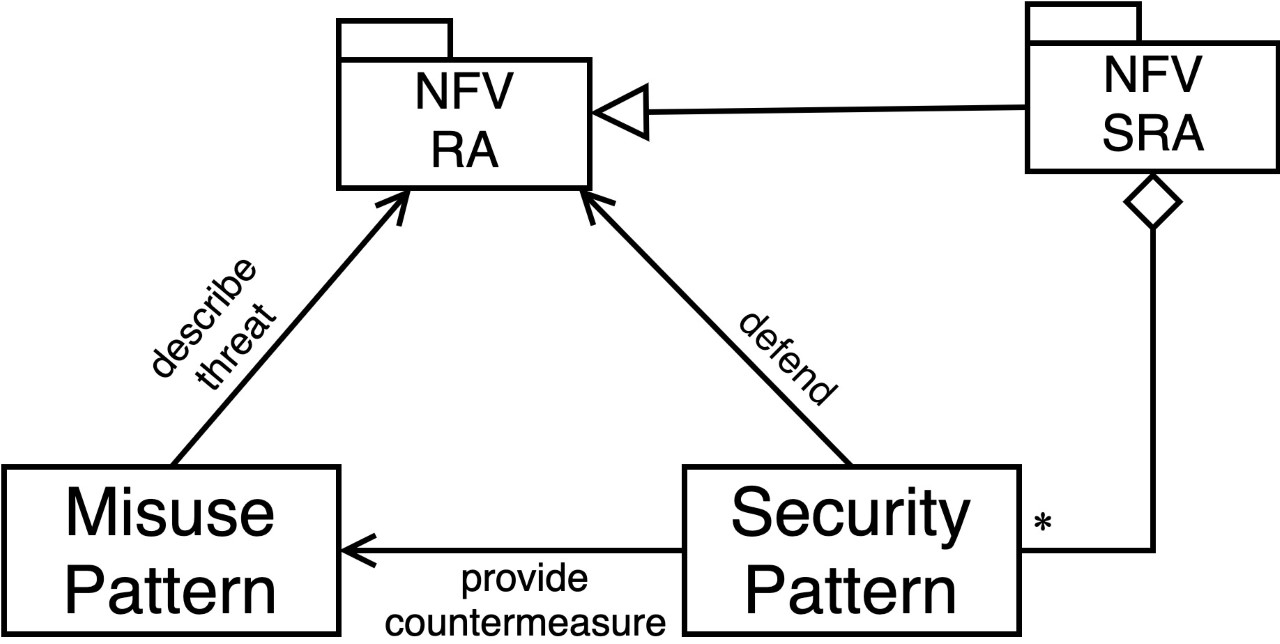 NFV
RA
NFV
SRA
describe
threat
defend
Misuse
Pattern
provide
countermeasure
Security
Pattern
*